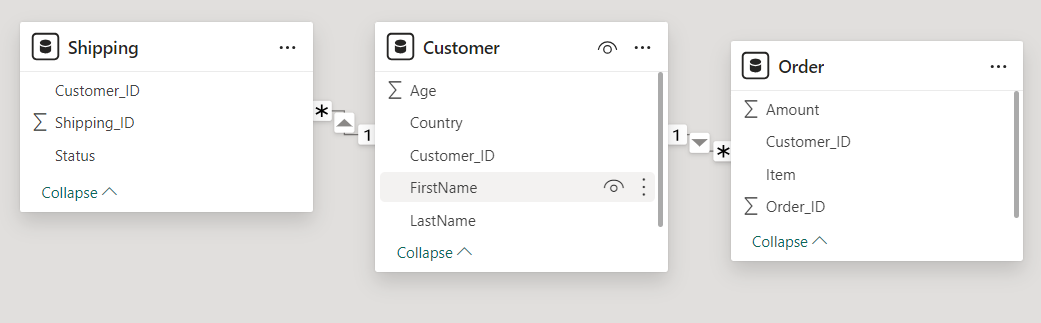 Shipping
Customer_ID
Shipping_ID
Status
Collapse
*
1
Customer
Age
Country
Customer_ID
FirstName
LastName
Collapse
1
*
Order
Amount
Customer_ID
Item
Order_ID
Collapse